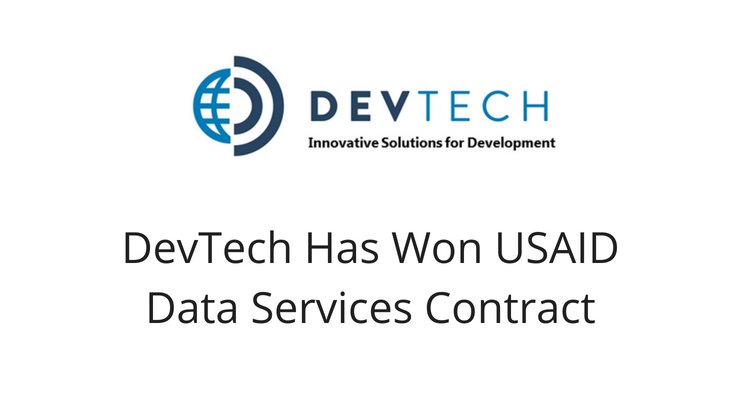 DEVTECH
Innovative Solutions for Development
DevTech Has Won USAID
Data Services Contract